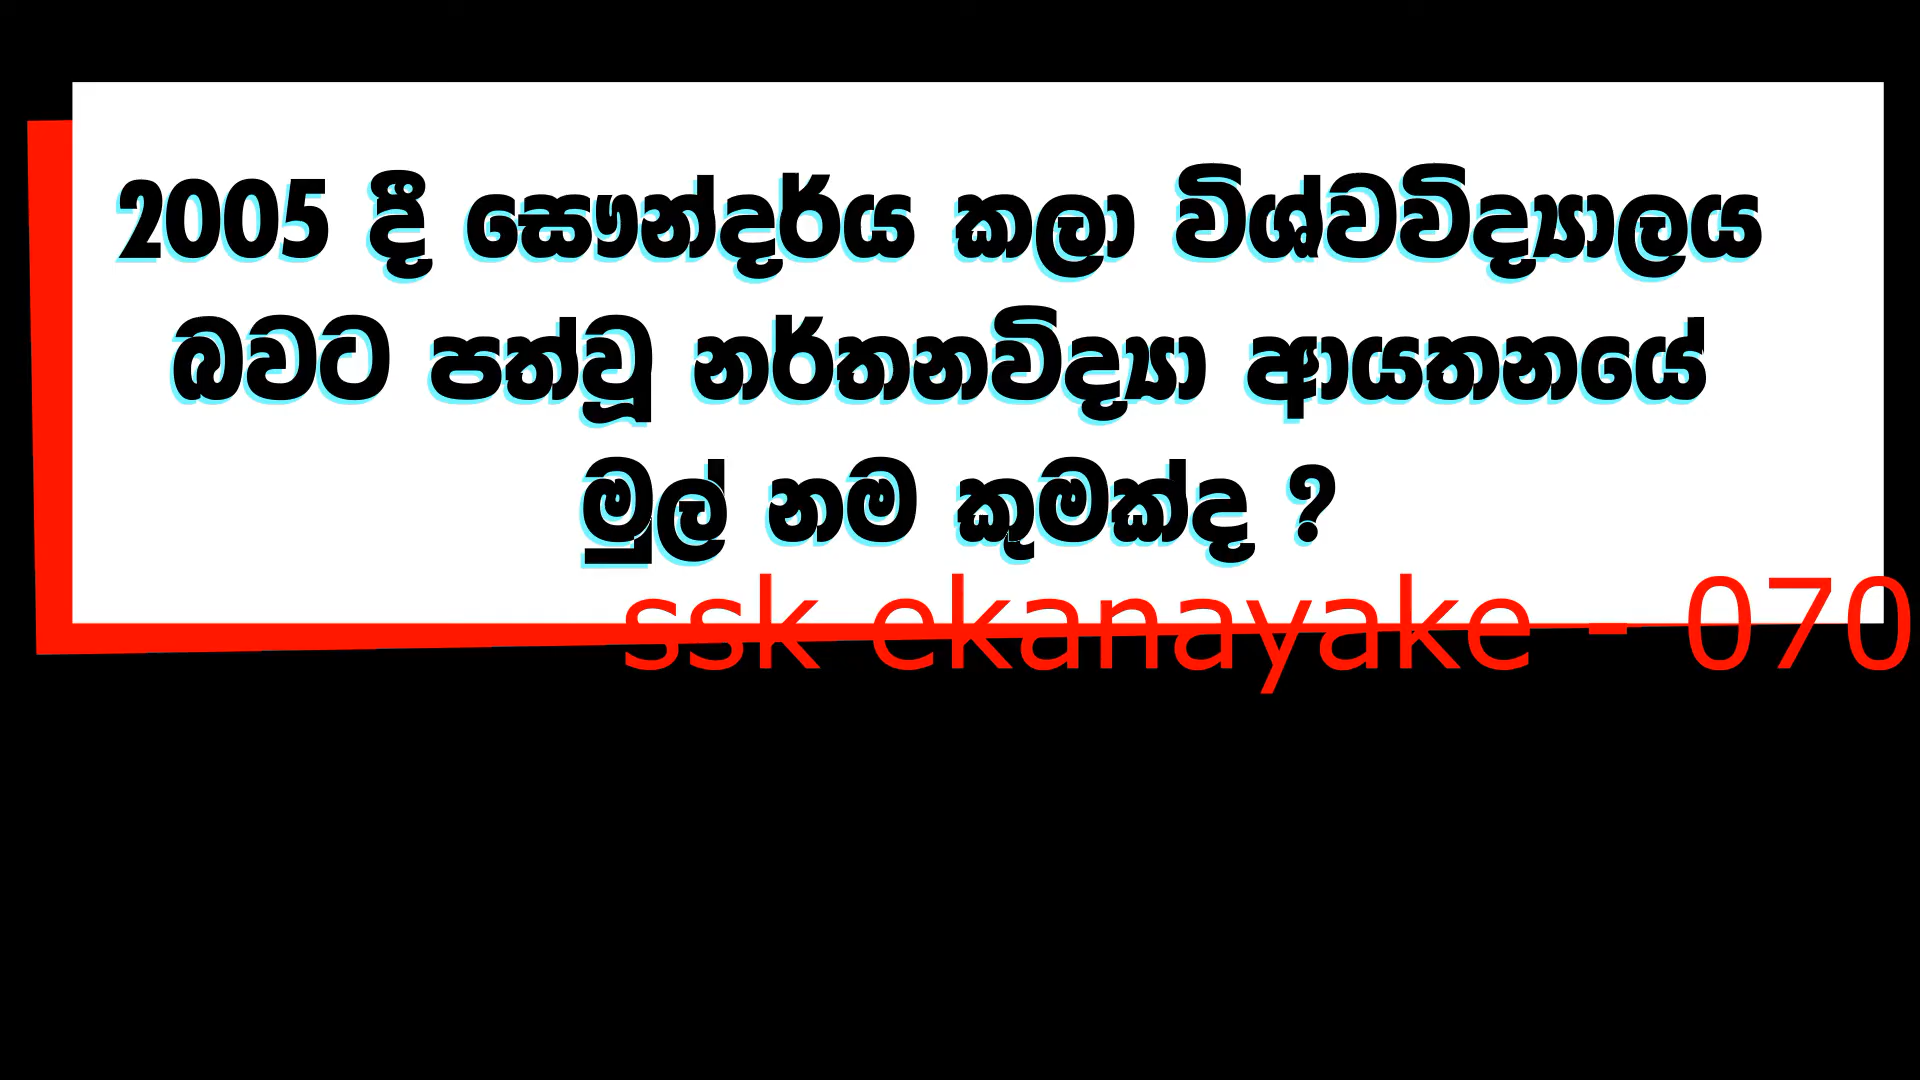 2005 දී සෞන්දර්ය කලා විශ්වවිද්‍යාලය
බවට පත්වූ නර්තනවිද්‍යා ආයතනයේ
මුල් නම කුමක්ද ?
ssk ekanayake - 070